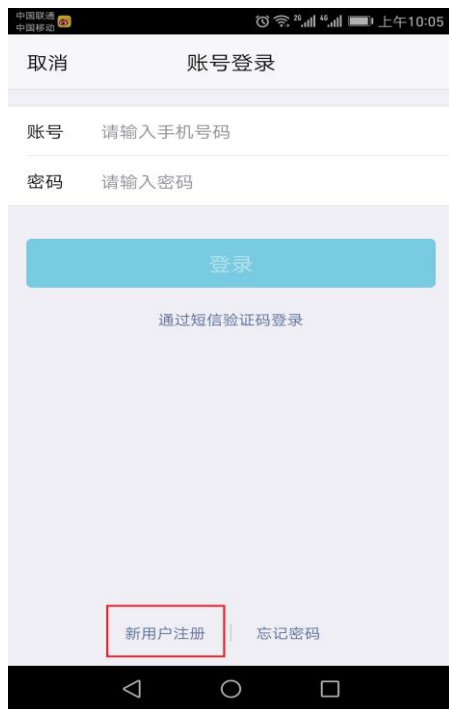 中国联通
中国移动
2G 4G 上午10:05
取消 账号登录
账号 请输入手机号码
密码 请输入密码
登录
通过短信验证码登录
新用户注册 忘记密码